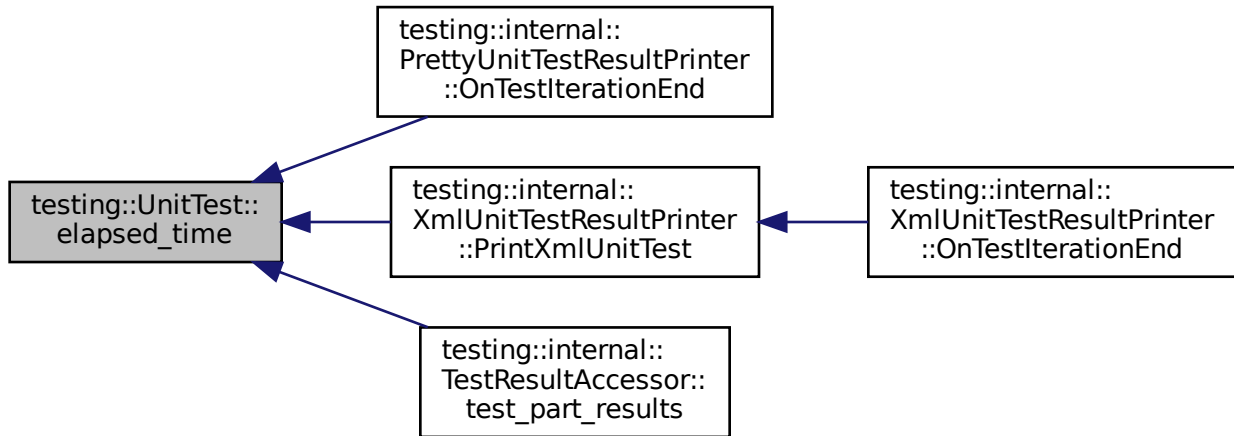 testing::internal::
PrettyUnitTestResultPrinter
::OnTestIterationEnd
testing::UnitTest::
elapsed_time
testing::internal::
XmlUnitTestResultPrinter
::PrintXmlUnitTest
testing::internal::
XmlUnitTestResultPrinter
::OnTestIterationEnd
testing::internal::
TestResultAccessor::
test_part_results